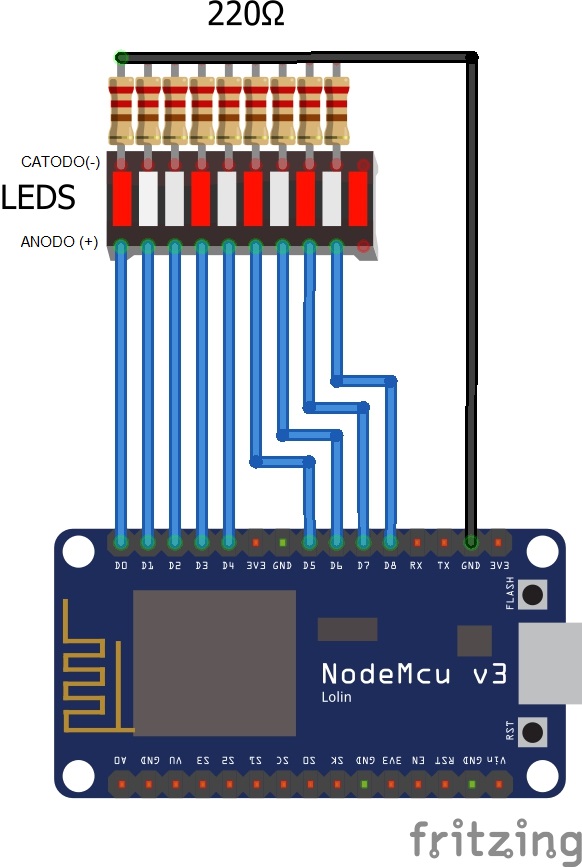 220Ω
CATODO(-)
LEDS
ANODO (+)
D0 D1 D2 D3 D4 3V3 GND D5 D6 D7 D8 RX TX GND 3V3
FLASH
NodeMcu v3
Lolin
RST
A0 GND VU S3 S2 S1 SC SO SK GND 3V3 EN RST GND Vin
fritzing